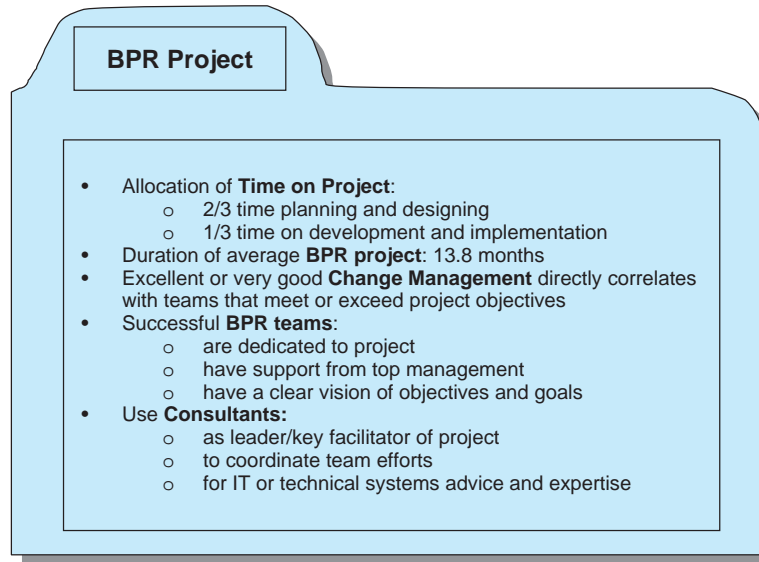 BPR Project
• Allocation of Time on Project:
o 2/3 time planning and designing
o 1/3 time on development and implementation
• Duration of average BPR project: 13.8 months
• Excellent or very good Change Management directly correlates
with teams that meet or exceed project objectives
• Successful BPR teams:
o are dedicated to project
o have support from top management
o have a clear vision of objectives and goals
• Use Consultants:
o as leader/key facilitator of project
o to coordinate team efforts
o for IT or technical systems advice and expertise